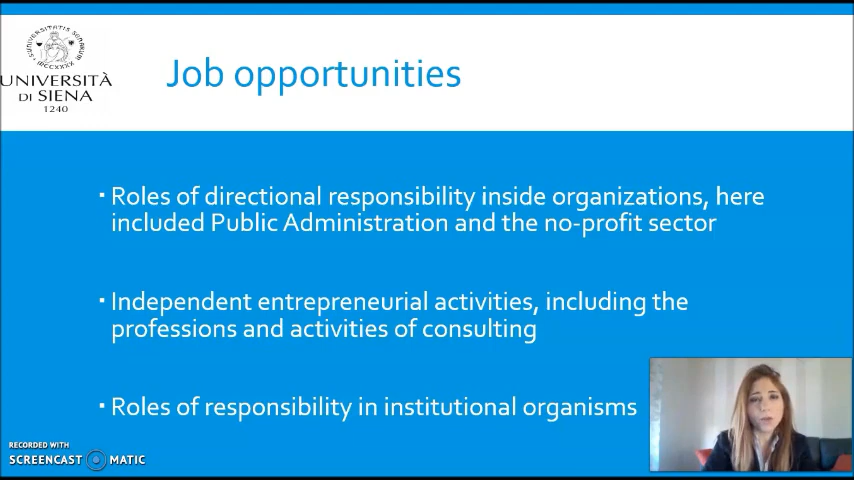 Job opportunities
UNIVERSITÀ
DI SIENA
1240
▪ Roles of directional responsibility inside organizations, here
included Public Administration and the no-profit sector
▪ Independent entrepreneurial activities, including the
professions and activities of consulting
▪ Roles of responsibility in institutional organisms
RECORDED WITH
SCREENCAST MATIC